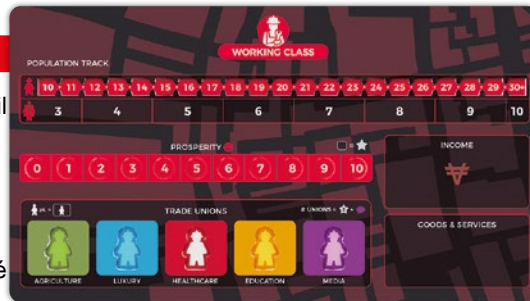 WORKING CLASS
POPULATION TRACK
10 11 12 13 14 15 16 17 18 19 20 21 22 23 24 25 26 27 28 29 30+
il
3 4 5 6 7 8 9 10
PROSPERITY
INCOME
0 1 2 3 4 5 6 7 8 9 10
TRADE UNIONS
# UNIONS =
GOODS & SERVICES
é
AGRICULTURE LUXURY HEALTHCARE EDUCATION MEDIA